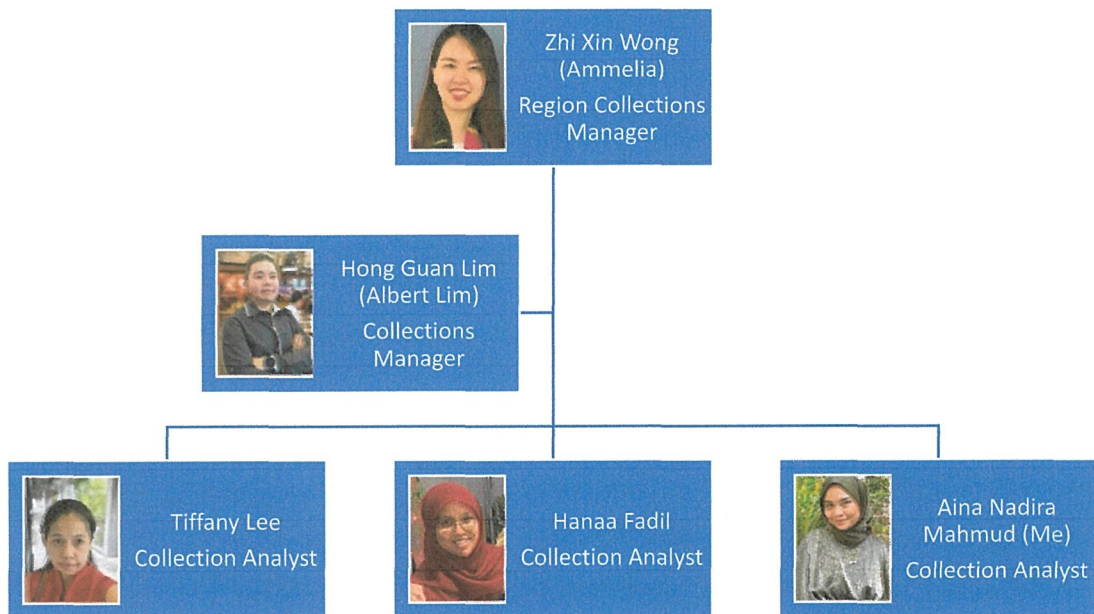 Zhi Xin Wong
(Ammelia)
Region Collections
Manager
Hong Guan Lim
(Albert Lim)
Collections
Manager
Tiffany Lee
Collection Analyst
Hanaa Fadil
Collection Analyst
Aina Nadira
Mahmud (Me)
Collection Analyst